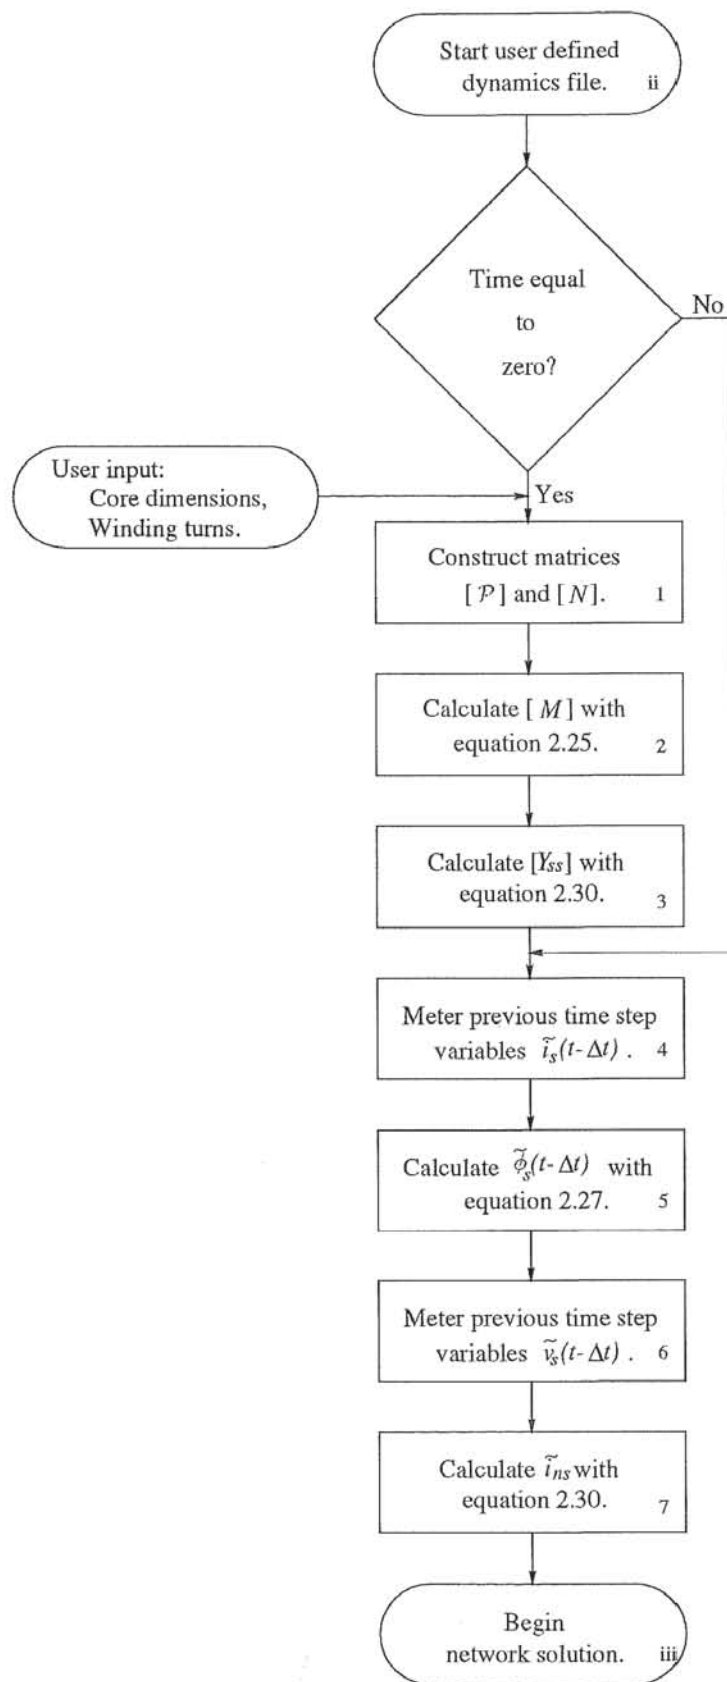 Start user defined
dynamics file. ii
Time equal
to
zero?
No
User input:
Core dimensions,
Winding turns.
Yes
Construct matrices
[ 𝒫 ] and [ N ]. 1
Calculate [ M ] with
equation 2.25. 2
Calculate [Yss] with
equation 2.30. 3
Meter previous time step
variables ĩs(t-Δt) . 4
Calculate ϕ̃s(t-Δt) with
equation 2.27. 5
Meter previous time step
variables ṽs(t-Δt) . 6
Calculate ĩns with
equation 2.30. 7
Begin
network solution. iii